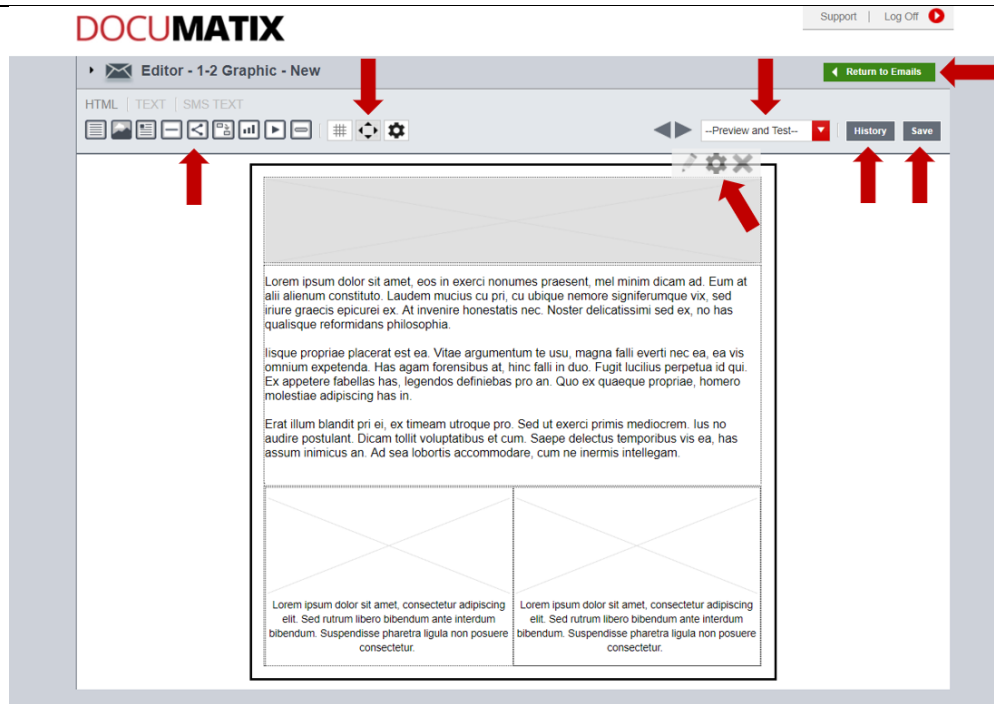 DOCUMATIX
Support | Log Off
Editor - 1-2 Graphic - New
Return to Emails
HTML | TEXT | SMS TEXT
--Preview and Test--
History
Save
Lorem ipsum dolor sit amet, eos in exerci nonumes praesent, mel minim dicam ad. Eum at
alii alienum constituto. Laudem mucius cu pri, cu ubique nemore signiferumque vix, sed
iriure graecis epicurei ex. At invenire honestatis nec. Noster delicatissimi sed ex, no has
qualisque reformidans philosophia.
Iisque propriae placerat est ea. Vitae argumentum te usu, magna falli everti nec ea, ea vis
omnium expetenda. Has agam forensibus at, hinc falli in duo. Fugit lucilius perpetua id qui.
Ex appetere fabellas has, legendos definiebas pro an. Quo ex quaeque propriae, homero
molestiae adipiscing has in.
Erat illum blandit pri ei, ex timeam utroque pro. Sed ut exerci primis mediocrem. Ius no
audire postulant. Dicam tollit voluptatibus et cum. Saepe delectus temporibus vis ea, has
assum inimicus an. Ad sea lobortis accommodare, cum ne inermis intellegam.
Lorem ipsum dolor sit amet, consectetur adipiscing
elit. Sed rutrum libero bibendum ante interdum
bibendum. Suspendisse pharetra ligula non posuere
consectetur.
Lorem ipsum dolor sit amet, consectetur adipiscing
elit. Sed rutrum libero bibendum ante interdum
bibendum. Suspendisse pharetra ligula non posuere
consectetur.